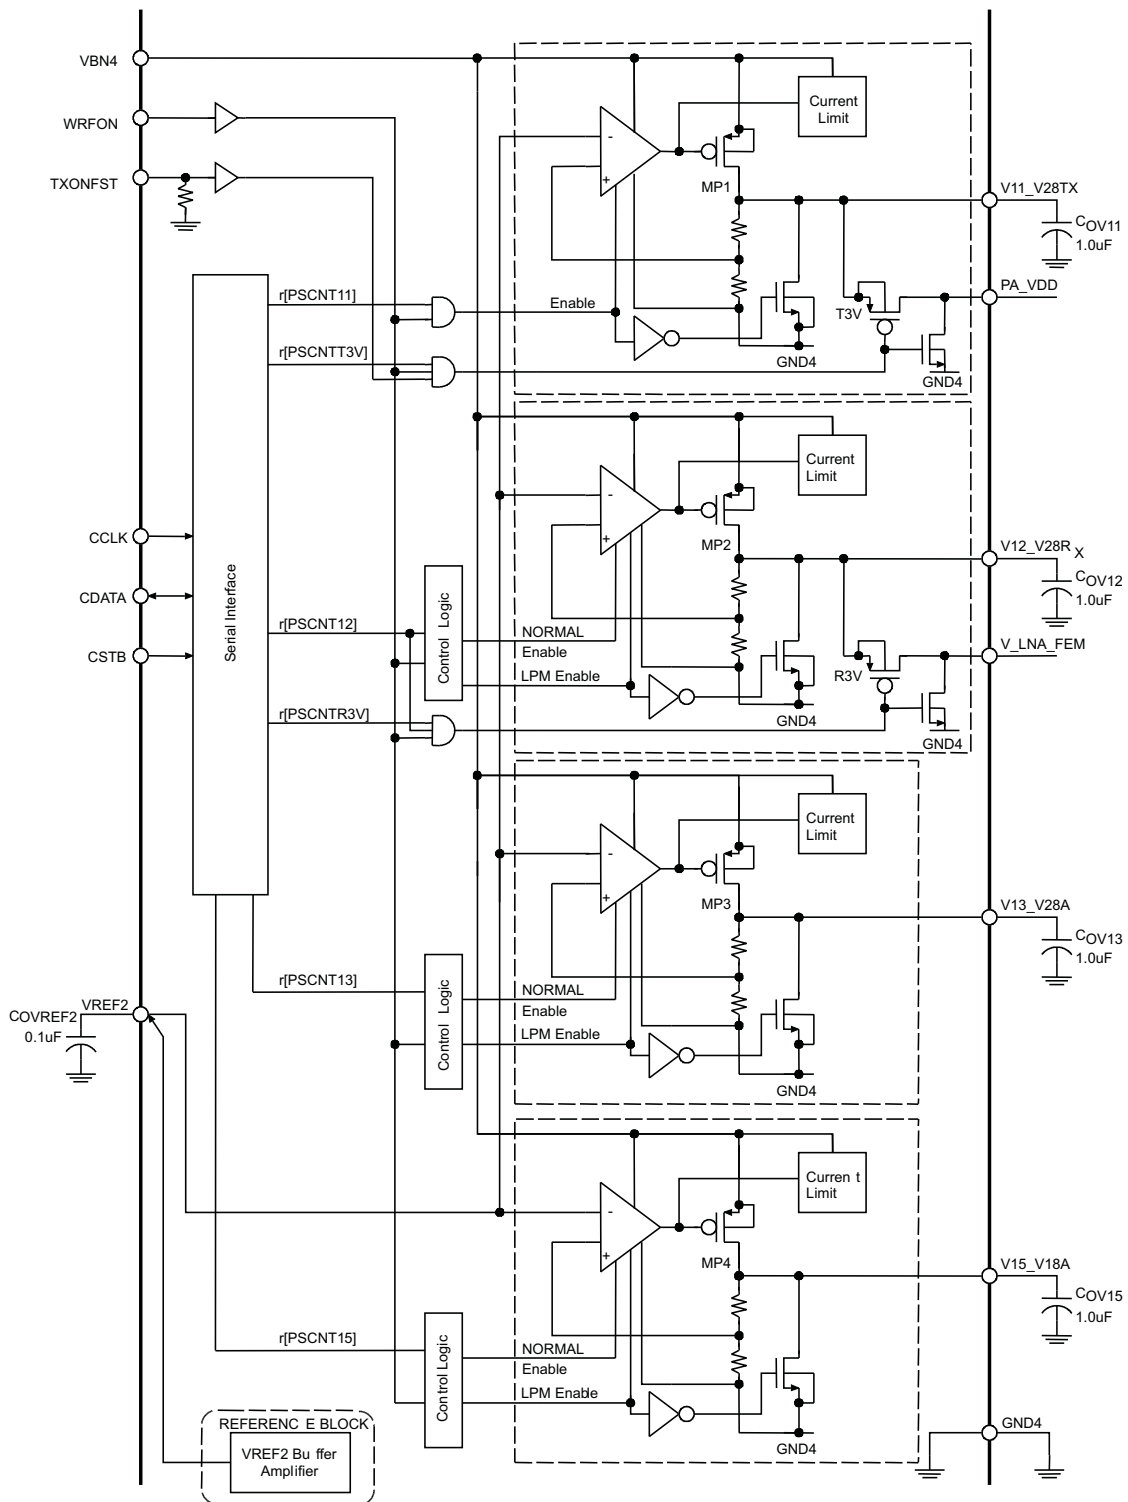 VBN4
WRFON
TXONFST
Current
Limit
-
+
MP1
V11_V28TX
COV11
1.0uF
r[PSCNT11]
Enable
PA_VDD
T3V
r[PSCNTT3V]
GND4
GND4
Current
Limit
-
+
MP2
CCLK
V12_V28R X
COV12
1.0uF
CDATA
Serial Interface
r[PSCNT12]
Control Logic
NORMAL
Enable
CSTB
LPM Enable
V_LNA_FEM
R3V
r[PSCNTR3V]
GND4
GND4
Current
Limit
-
+
MP3
V13_V28A
COV13
1.0uF
r[PSCNT13]
Control Logic
NORMAL
Enable
LPM Enable
VREF2
COVREF2
0.1uF
GND4
Curren t
Limit
-
+
MP4
V15_V18A
COV15
1.0uF
r[PSCNT15]
Control Logic
NORMAL
Enable
LPM Enable
GND4
GND4
REFERENC E BLOCK
VREF2 Bu ffer
Amplifier